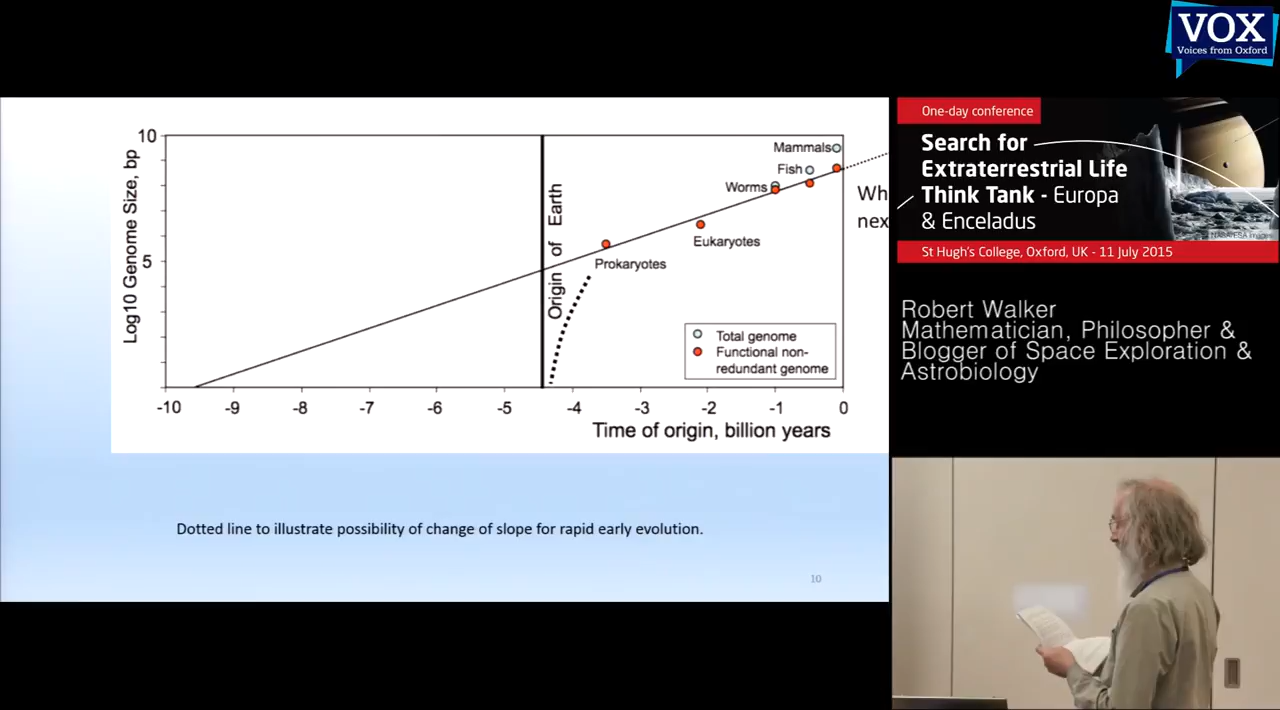 VOX
Voices from Oxford
One-day conference
Search for
Extraterrestrial Life
Think Tank - Europa
& Enceladus
St Hugh's College, Oxford, UK - 11 July 2015
Robert Walker
Mathematician, Philosopher &
Blogger of Space Exploration &
Astrobiology
Log10 Genome Size, bp
10
5
Origin of Earth
Mammals
Fish
Worms
Eukaryotes
Prokaryotes
Wh
nex
Total genome
Functional non-
redundant genome
-10 -9 -8 -7 -6 -5 -4 -3 -2 -1 0
Time of origin, billion years
Dotted line to illustrate possibility of change of slope for rapid early evolution.
10